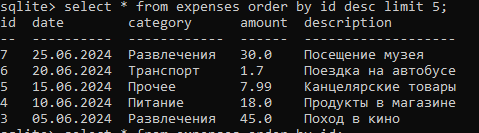 sqlite> select * from expenses order by id desc limit 5;
id  date        category     amount  description
--  ----------  -----------  ------  -------------------
7   25.06.2024  Развлечения  30.0    Посещение музея
6   20.06.2024  Транспорт    1.7     Поездка на автобусе
5   15.06.2024  Прочее       7.99    Канцелярские товары
4   10.06.2024  Питание      18.0    Продукты в магазине
3   05.06.2024  Развлечения  45.0    Поход в кино
sqlite> select * from expenses order by id;